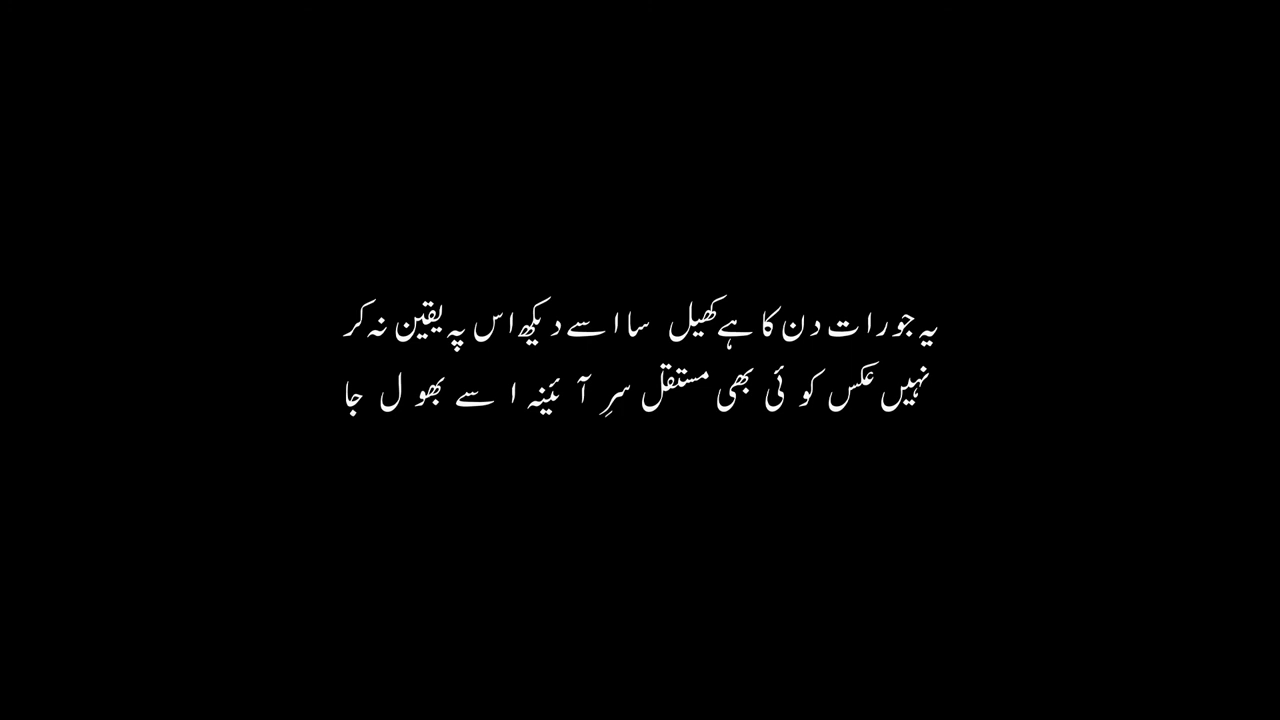 یہ جو رات دن کا ہے کھیل سا اسے دیکھ اس پہ یقین نہ کر
نہیں عکس کوئی بھی مستقل سرِ آئینہ اسے بھول جا